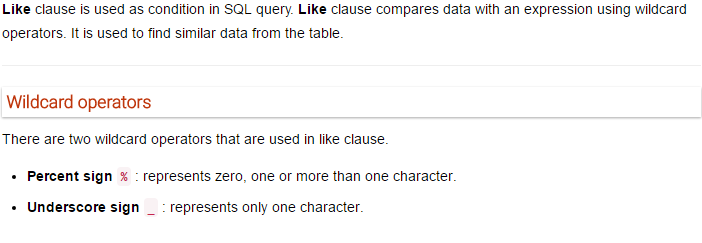 Like clause is used as condition in SQL query. Like clause compares data with an expression using wildcard
operators. It is used to find similar data from the table.
Wildcard operators
There are two wildcard operators that are used in like clause.
• Percent sign % : represents zero, one or more than one character.
• Underscore sign _ : represents only one character.